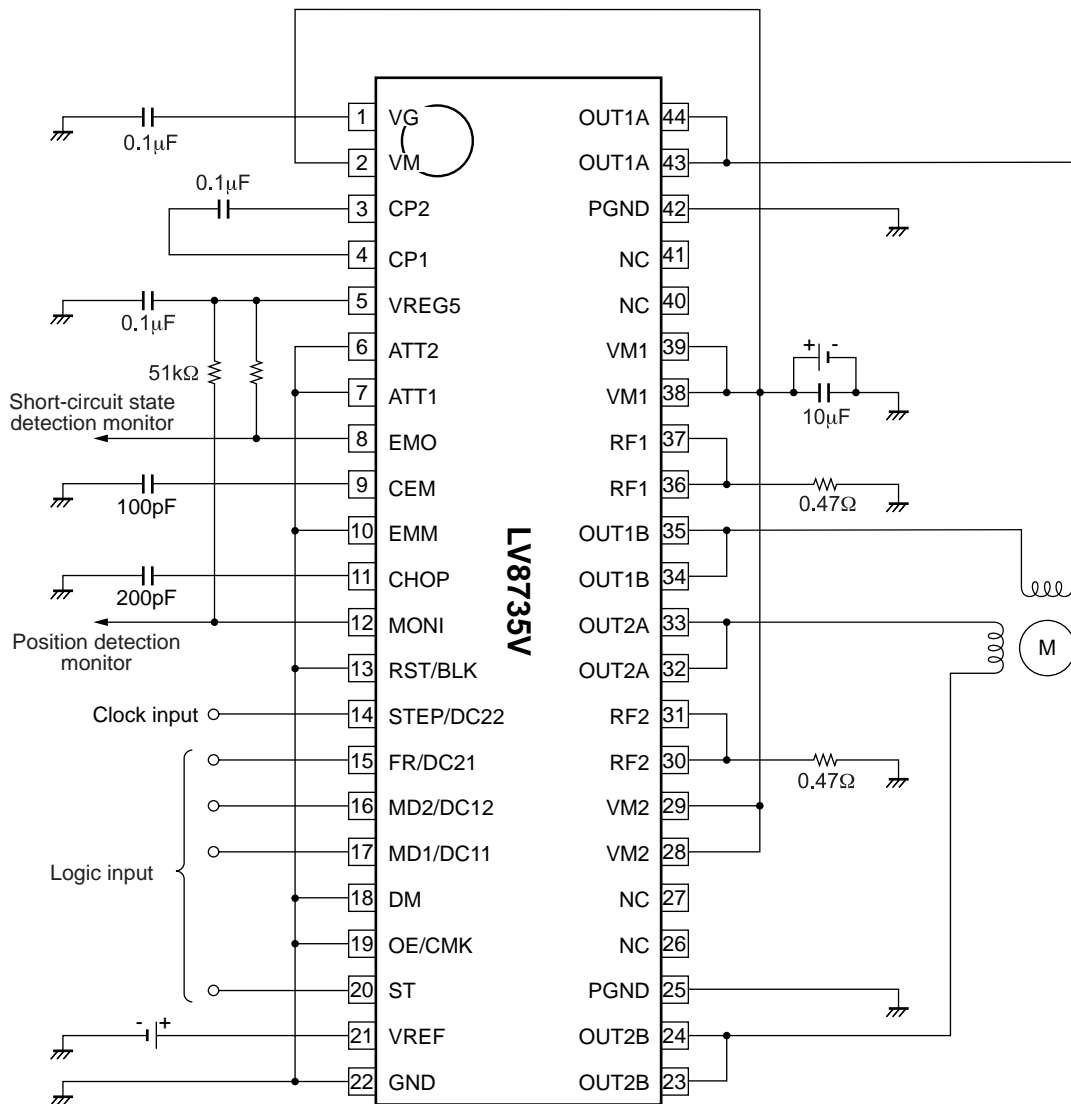 1 VG
0.1μF
2 VM
0.1μF
3 CP2
4 CP1
5 VREG5
0.1μF
6 ATT2
51kΩ
7 ATT1
Short-circuit state
detection monitor
8 EMO
9 CEM
100pF
10 EMM
11 CHOP
200pF
12 MONI
Position detection
monitor
13 RST/BLK
Clock input
14 STEP/DC22
15 FR/DC21
16 MD2/DC12
17 MD1/DC11
Logic input
18 DM
19 OE/CMK
20 ST
- +
21 VREF
22 GND
LV8735V
OUT1A 44
OUT1A 43
PGND 42
NC 41
NC 40
VM1 39
+ -
VM1 38
10μF
RF1 37
RF1 36
0.47Ω
OUT1B 35
OUT1B 34
OUT2A 33
M
OUT2A 32
RF2 31
RF2 30
0.47Ω
VM2 29
VM2 28
NC 27
NC 26
PGND 25
OUT2B 24
OUT2B 23